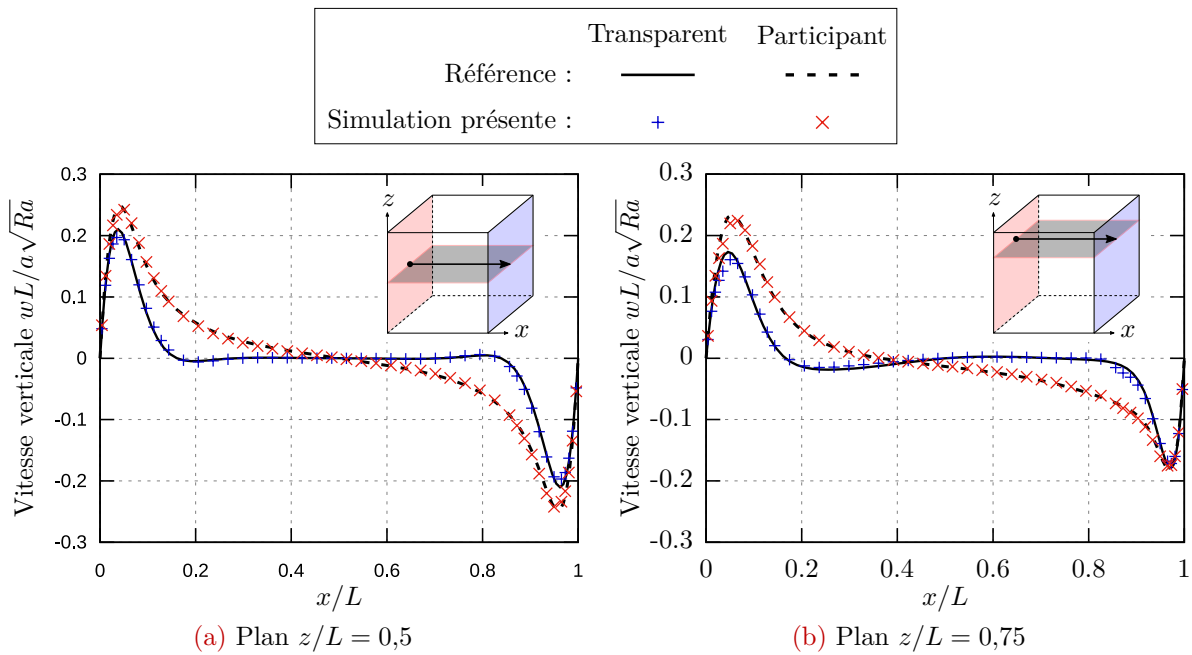 Transparent Participant
Référence :
Simulation présente :
Vitesse verticale wL/a√Ra
0.3
0.2
0.1
0
-0.1
-0.2
-0.3
0 0.2 0.4 0.6 0.8 1
x/L
z
x
(a) Plan z/L = 0,5
Vitesse verticale wL/a√Ra
0.3
0.2
0.1
0
-0.1
-0.2
-0.3
0 0.2 0.4 0.6 0.8 1
x/L
z
x
(b) Plan z/L = 0,75